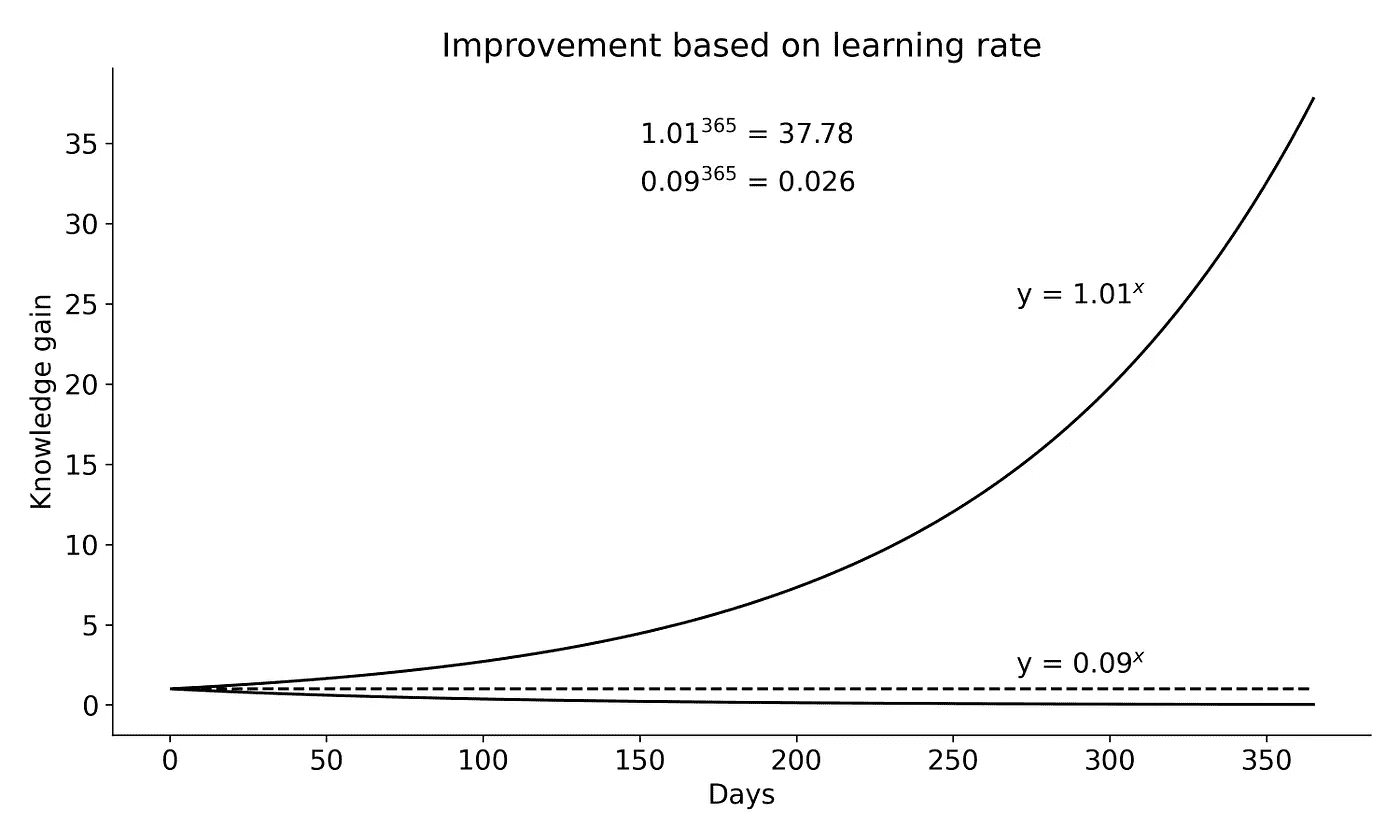 Improvement based on learning rate
1.01³⁶⁵ = 37.78
0.09³⁶⁵ = 0.026
y = 1.01ˣ
y = 0.09ˣ
Knowledge gain
35
30
25
20
15
10
5
0
0 50 100 150 200 250 300 350
Days